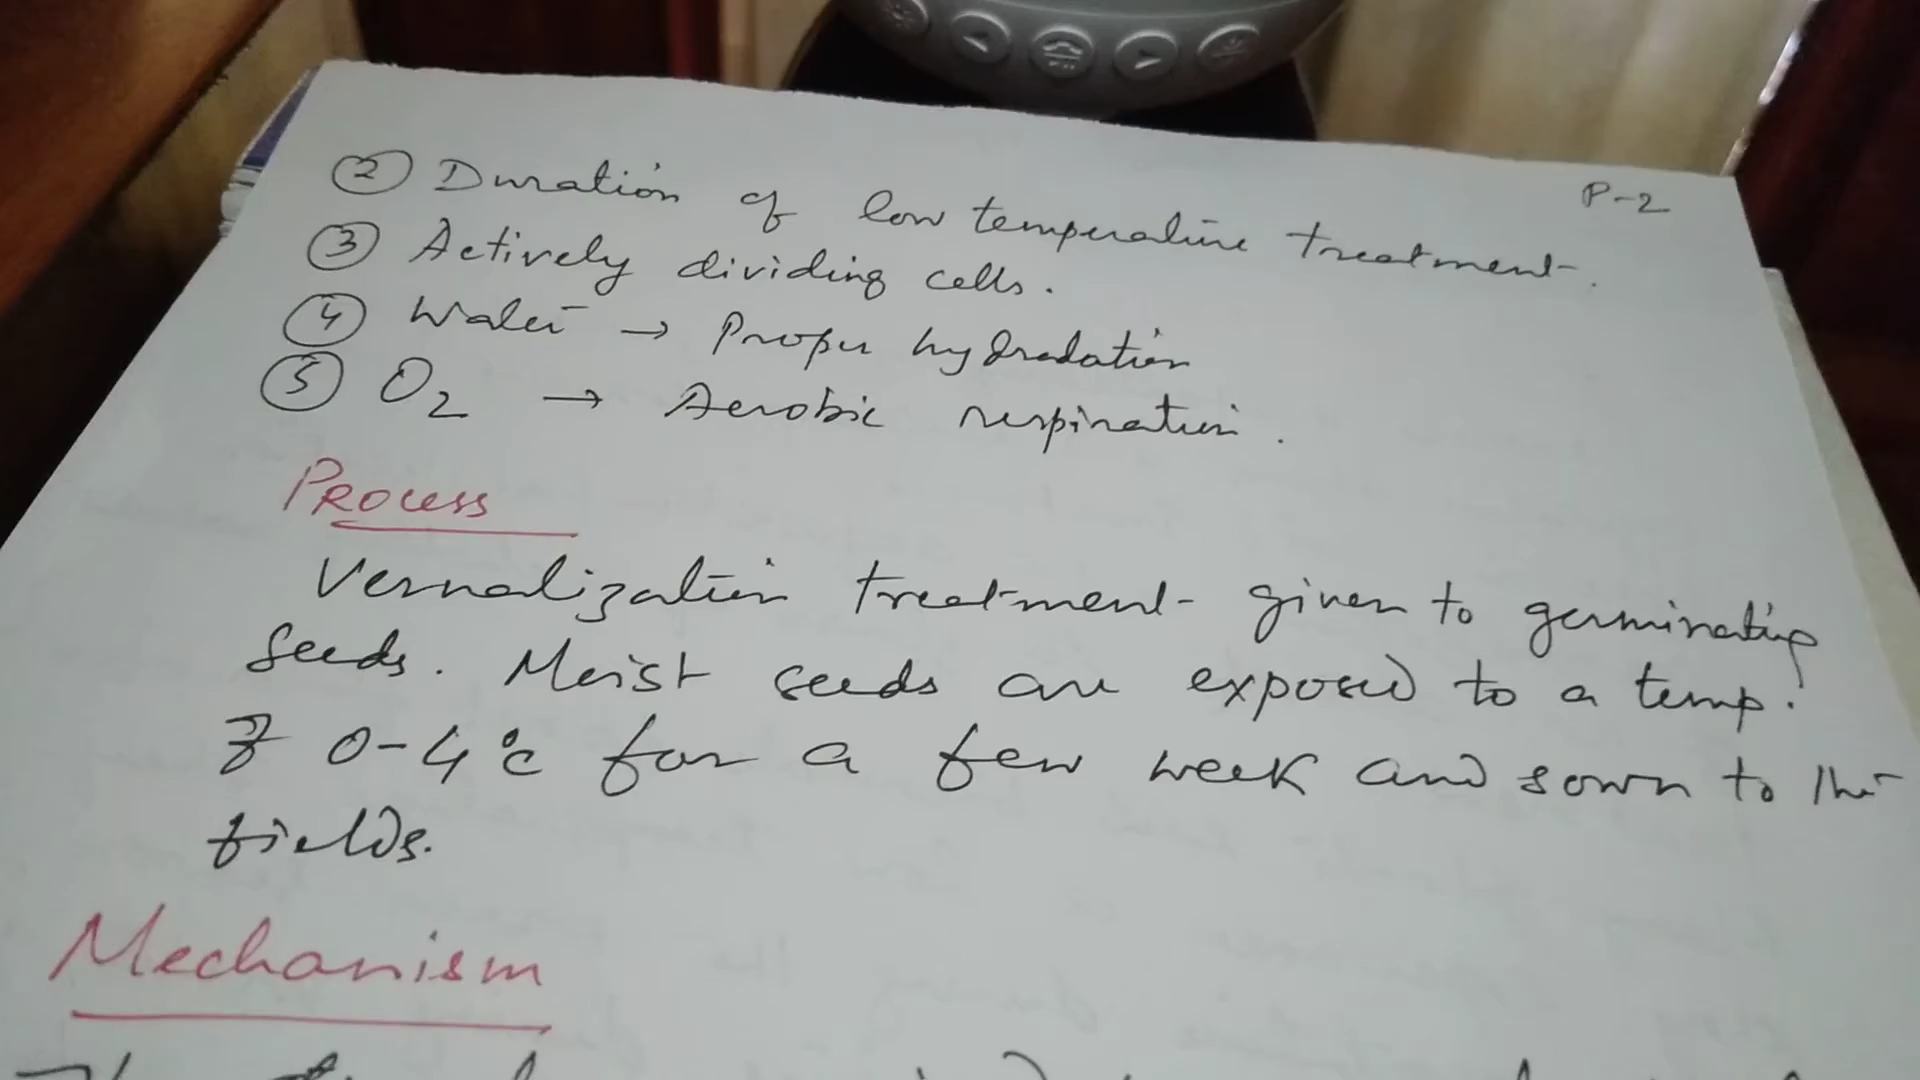 P-2
② Duration of low temperature treatment.
③ Actively dividing cells.
④ Water → Proper hydradation
⑤ O₂ → Aerobic respiration.
Process
Vernalization treatment given to germinating
seeds. Moist seeds are exposed to a temp.
of 0-4°c for a few week and sown to the
fields.
Mechanism